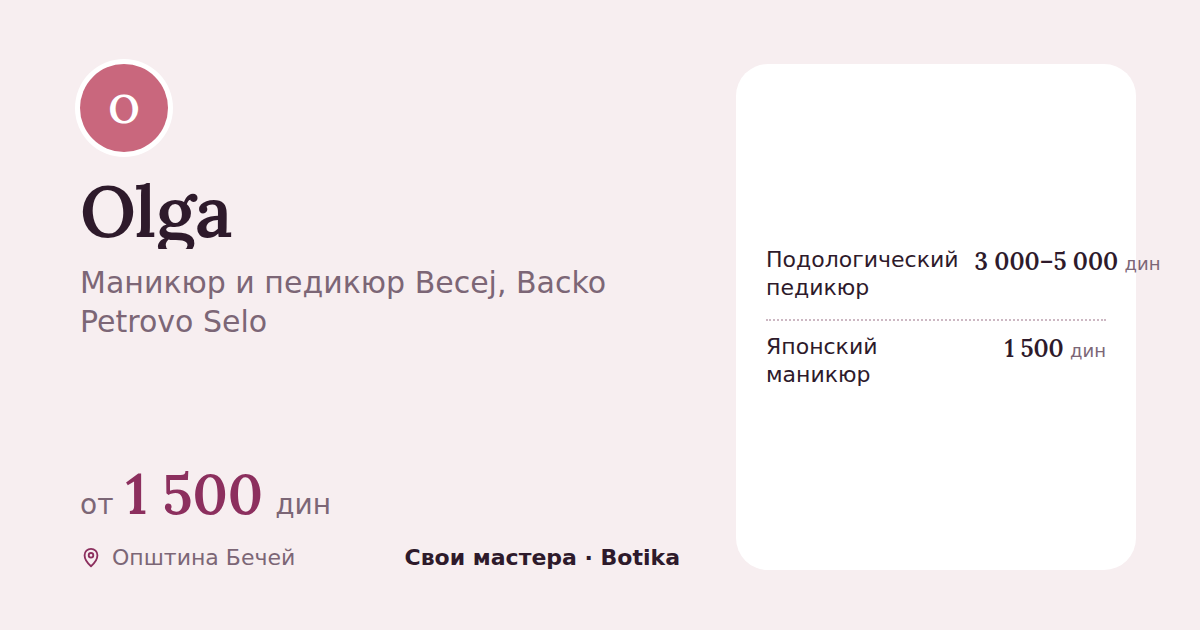 O
Olga
Маникюр и педикюр Becej, Backo
Petrovo Selo
от 1 500 дин
Општина Бечеј
Свои мастера · Botika
Подологический 3 000–5 000 дин
педикюр
Японский 1 500 дин
маникюр